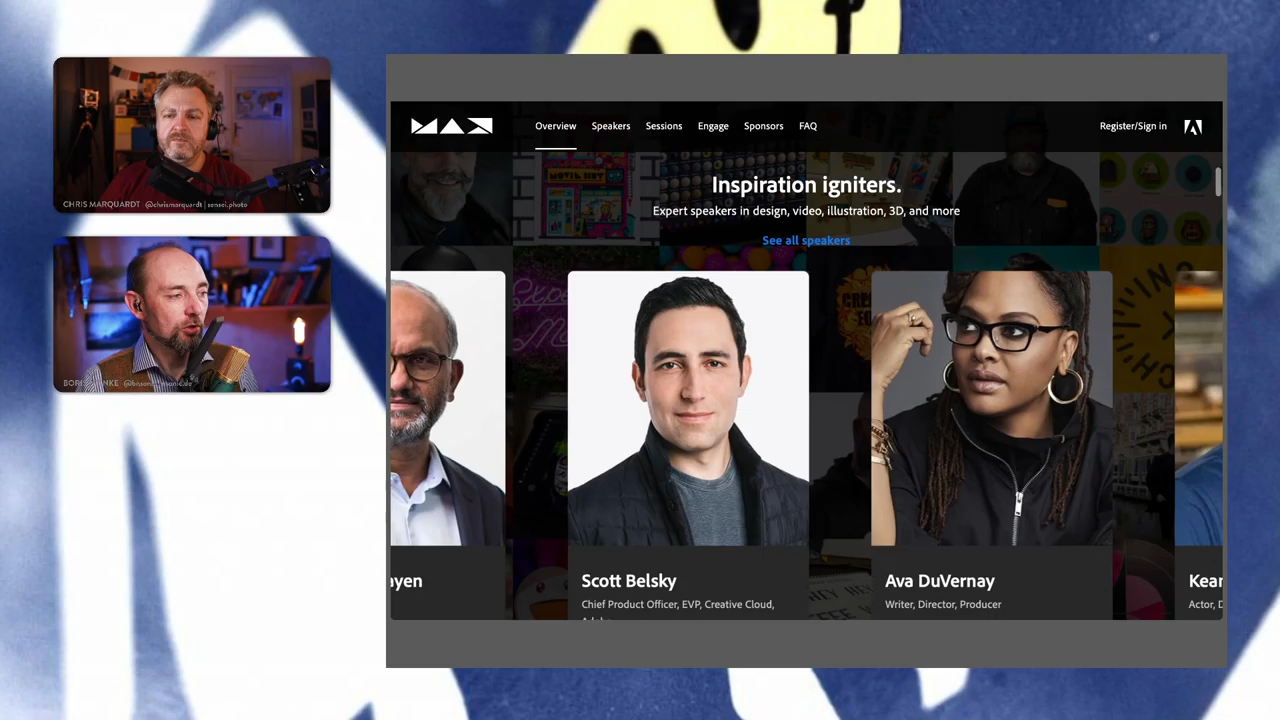 CHRIS MARQUARDT @chrismarquardt | sensei.photo
MAX
Overview Speakers Sessions Engage Sponsors FAQ
Register/Sign in
Inspiration igniters.
Expert speakers in design, video, illustration, 3D, and more
See all speakers
yen
Scott Belsky
Chief Product Officer, EVP, Creative Cloud,
Ava DuVernay
Writer, Director, Producer
Kear
Actor, D